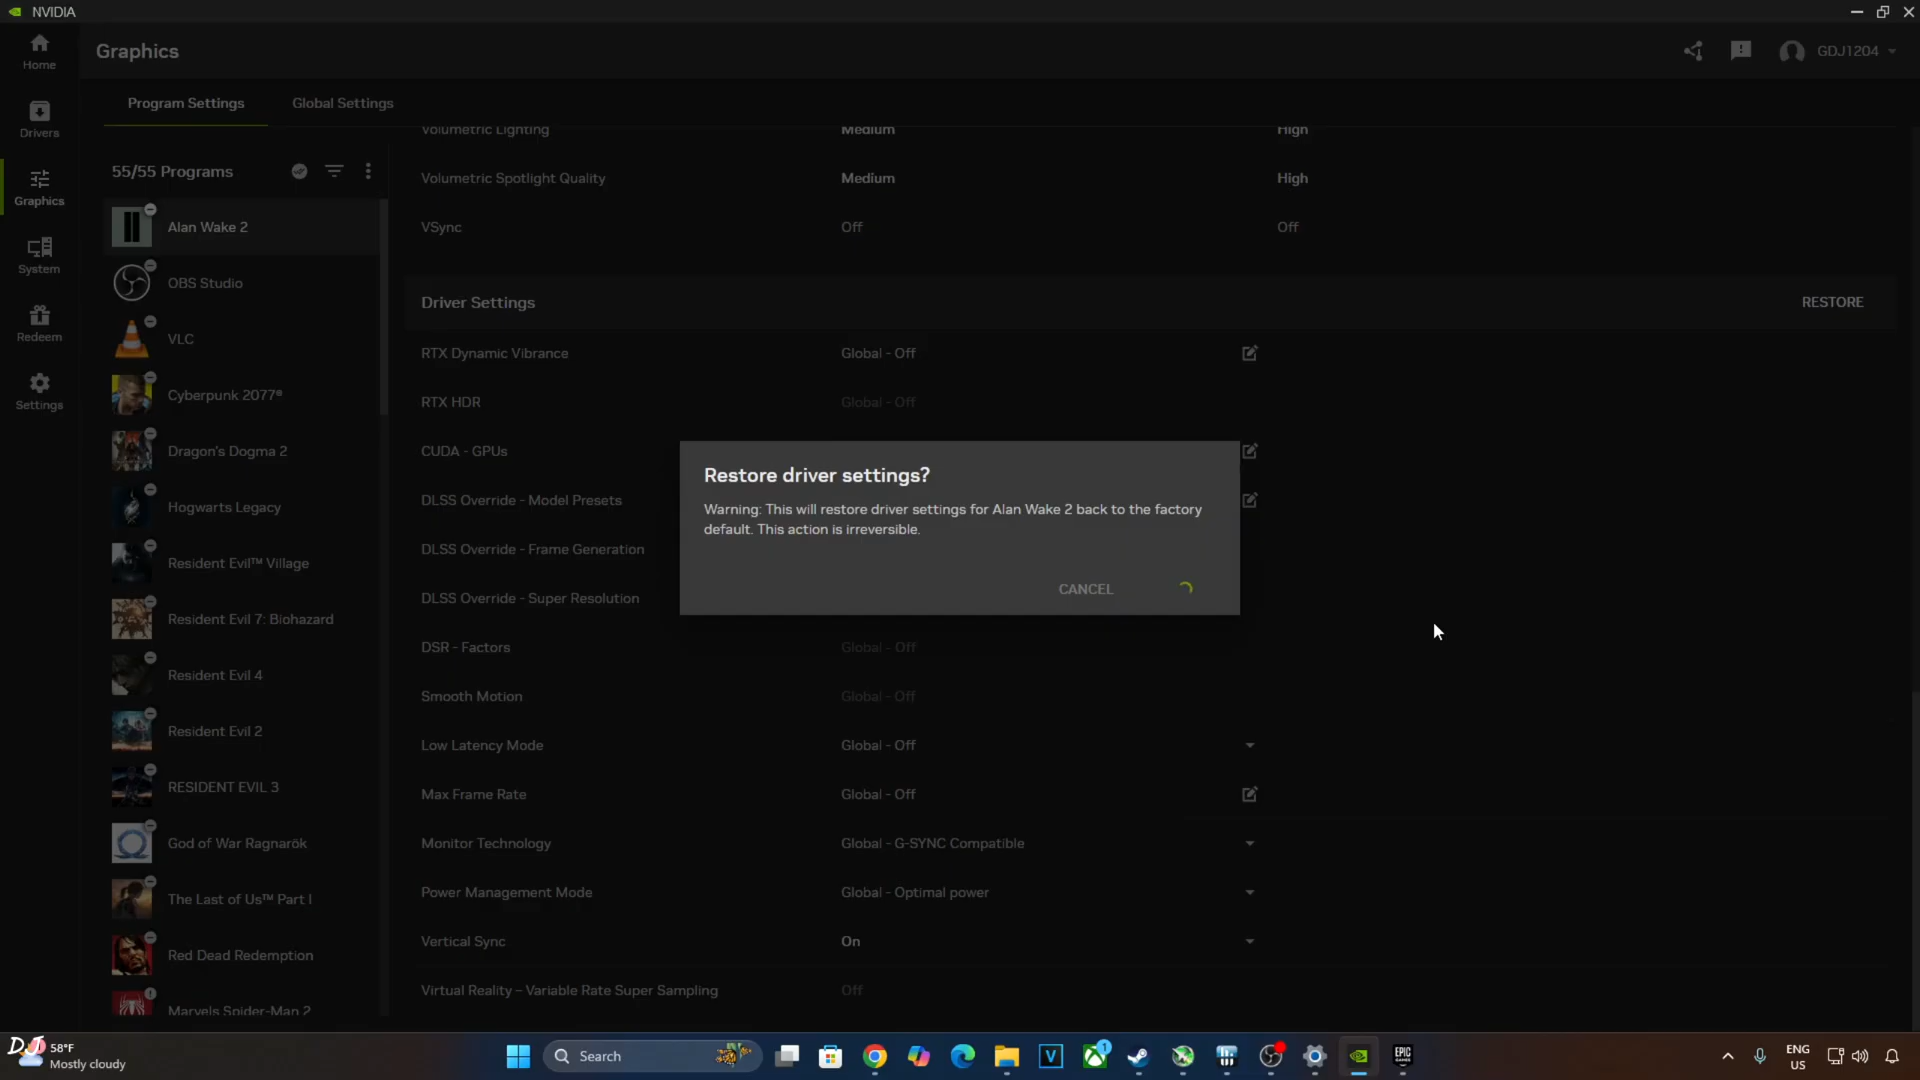 NVIDIA
Home
Graphics
GDJ1204
Drivers
Program Settings
Global Settings
Volumetric Lighting Medium High
55/55 Programs
Volumetric Spotlight Quality Medium High
Graphics
Alan Wake 2
VSync Off Off
System
OBS Studio
Driver Settings RESTORE
Redeem
VLC
RTX Dynamic Vibrance Global - Off
Settings
Cyberpunk 2077®
RTX HDR Global - Off
Dragon's Dogma 2
CUDA - GPUs
Restore driver settings?
Warning: This will restore driver settings for Alan Wake 2 back to the factory
default. This action is irreversible.
CANCEL
DLSS Override - Model Presets
Hogwarts Legacy
DLSS Override - Frame Generation
Resident Evil™ Village
DLSS Override - Super Resolution
Resident Evil 7: Biohazard
DSR - Factors Global - Off
Resident Evil 4
Smooth Motion Global - Off
Resident Evil 2
Low Latency Mode Global - Off
RESIDENT EVIL 3
Max Frame Rate Global - Off
God of War Ragnarök
Monitor Technology Global - G-SYNC Compatible
The Last of Us™ Part I
Power Management Mode Global - Optimal power
Red Dead Redemption
Vertical Sync On
Marvels Spider-Man 2
Virtual Reality – Variable Rate Super Sampling Off
DJ
58°F
Mostly cloudy
Search
V
1
EPIC
GAMES
ENG
US